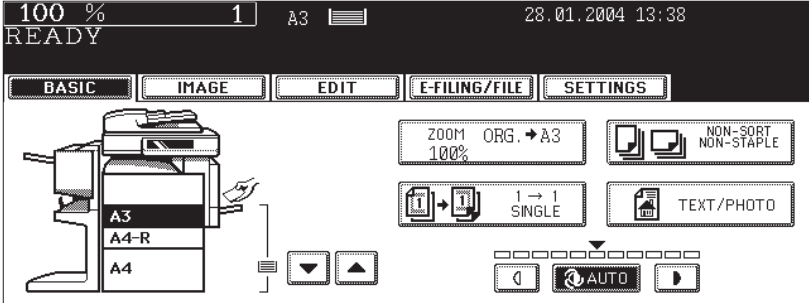 100 % 1 A3 28.01.2004 13:38
READY
BASIC IMAGE EDIT E-FILING/FILE SETTINGS
ZOOM ORG.➔A3
100%
NON-SORT
NON-STAPLE
1 → 1
SINGLE
TEXT/PHOTO
A3
A4-R
A4
AUTO